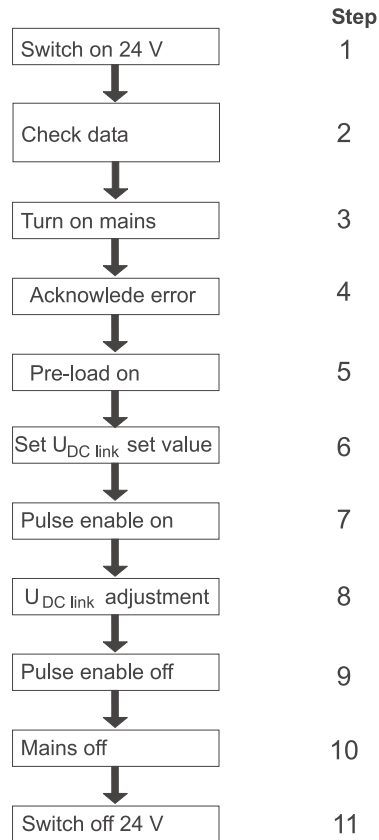 Step
Switch on 24 V 1
Check data 2
Turn on mains 3
Acknowlede error 4
Pre-load on 5
Set U DC link set value 6
Pulse enable on 7
U DC link adjustment 8
Pulse enable off 9
Mains off 10
Switch off 24 V 11